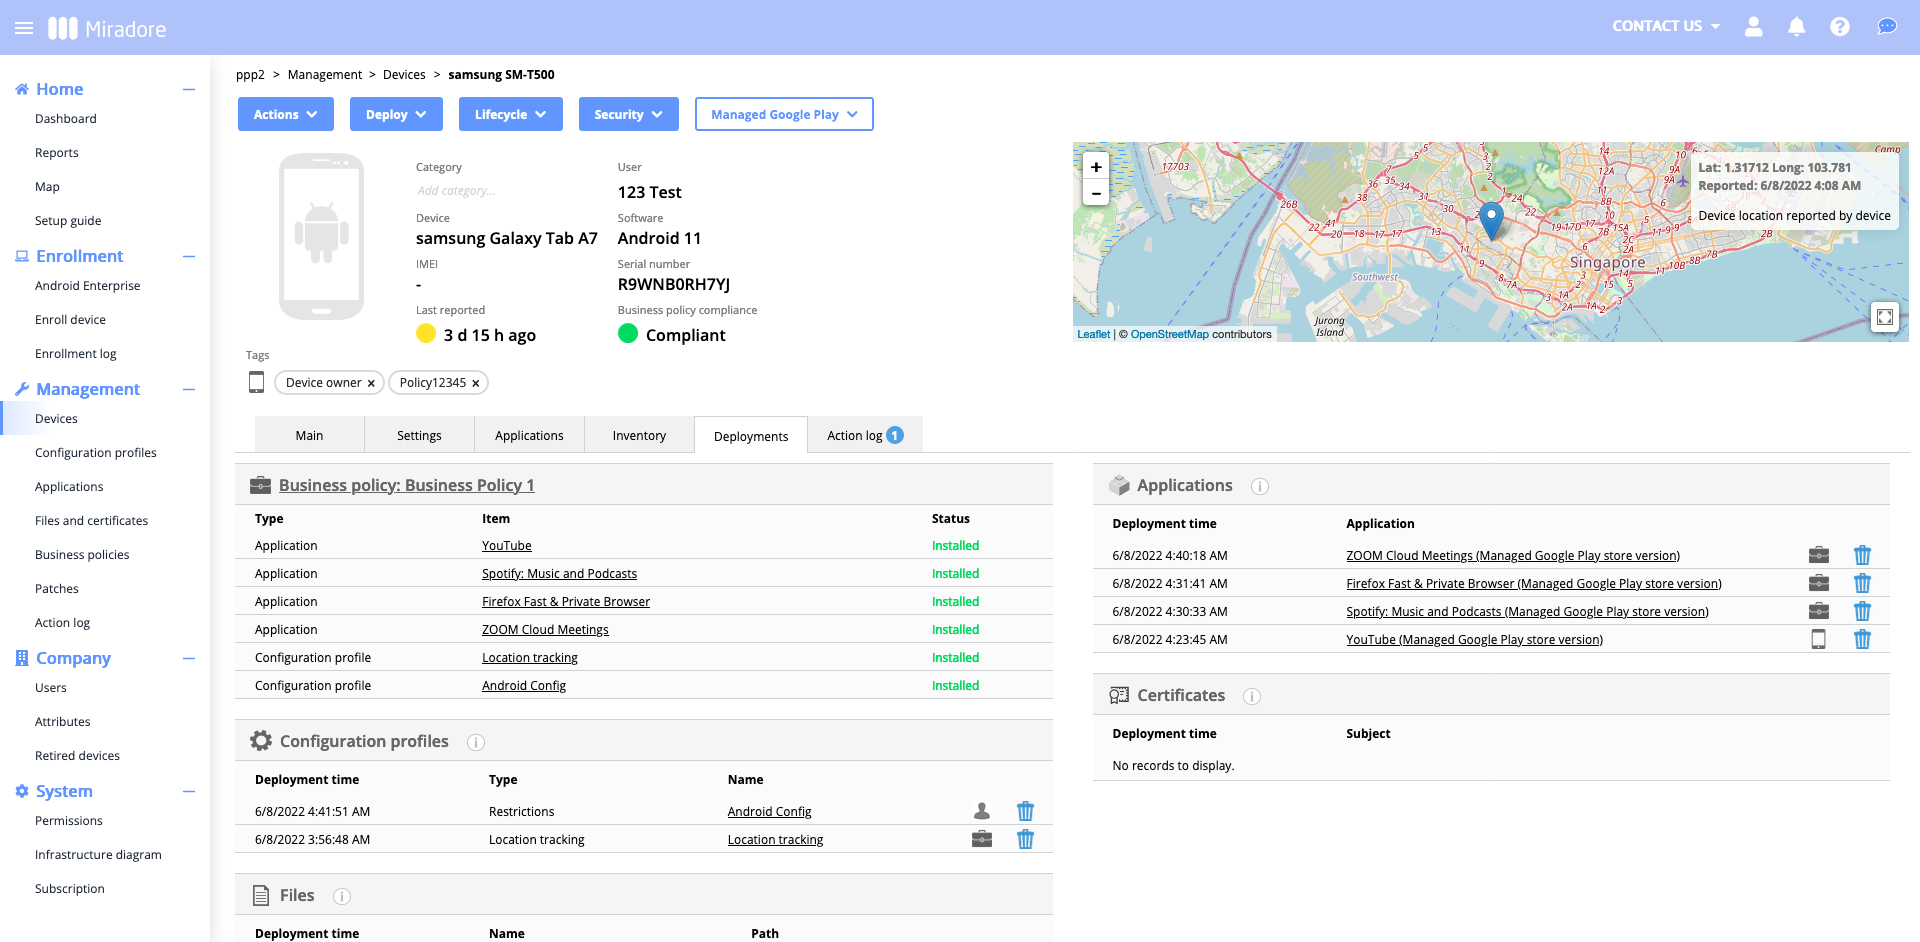 Miradore
CONTACT US
Home
Dashboard
Reports
Map
Setup guide
Enrollment
Android Enterprise
Enroll device
Enrollment log
Management
Devices
Configuration profiles
Applications
Files and certificates
Business policies
Patches
Action log
Company
Users
Attributes
Retired devices
System
Permissions
Infrastructure diagram
Subscription
ppp2 > Management > Devices > samsung SM-T500
Actions Deploy Lifecycle Security Managed Google Play
Category User
Add category... 123 Test
Device Software
samsung Galaxy Tab A7 Android 11
IMEI Serial number
- R9WNB0RH7YJ
Last reported Business policy compliance
3 d 15 h ago Compliant
Tags
Device owner × Policy12345 ×
+
−
Lat: 1.31712 Long: 103.781
Reported: 6/8/2022 4:08 AM
Device location reported by device
Singapore
Southwest
Jurong
Island
Leaflet | © OpenStreetMap contributors
Main Settings Applications Inventory Deployments Action log 1
Business policy: Business Policy 1
Type Item Status
Application YouTube Installed
Application Spotify: Music and Podcasts Installed
Application Firefox Fast & Private Browser Installed
Application ZOOM Cloud Meetings Installed
Configuration profile Location tracking Installed
Configuration profile Android Config Installed
Configuration profiles i
Deployment time Type Name
6/8/2022 4:41:51 AM Restrictions Android Config
6/8/2022 3:56:48 AM Location tracking Location tracking
Files i
Deployment time Name Path
Applications i
Deployment time Application
6/8/2022 4:40:18 AM ZOOM Cloud Meetings (Managed Google Play store version)
6/8/2022 4:31:41 AM Firefox Fast & Private Browser (Managed Google Play store version)
6/8/2022 4:30:33 AM Spotify: Music and Podcasts (Managed Google Play store version)
6/8/2022 4:23:45 AM YouTube (Managed Google Play store version)
Certificates i
Deployment time Subject
No records to display.